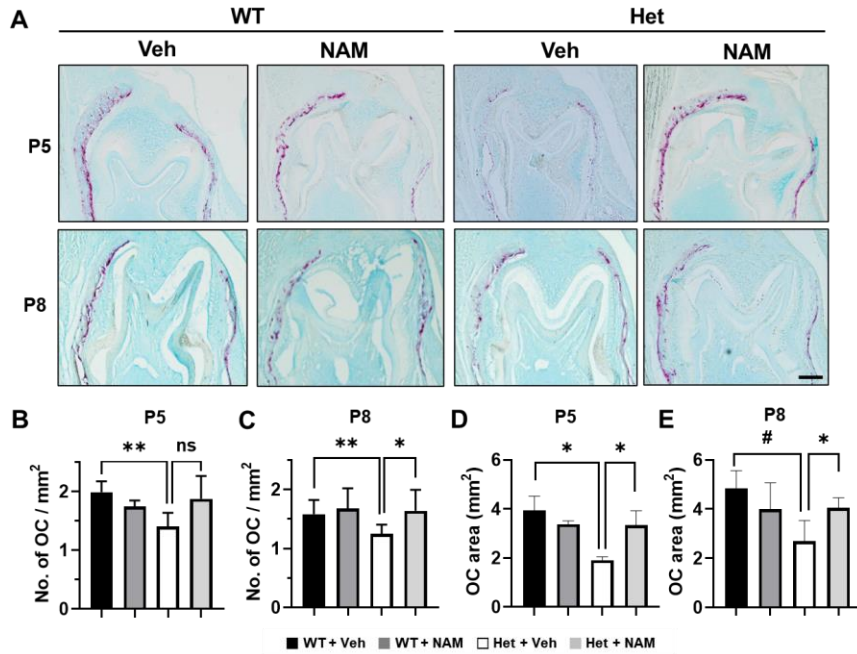 A
WT Het
Veh NAM Veh NAM
P5
P8
B P5
** ns
No. of OC / mm²
2
1
0
C P8
** *
No. of OC / mm²
2
1
0
D P5
* *
OC area (mm²)
6
4
2
0
E P8
# *
OC area (mm²)
6
4
2
0
WT + Veh WT + NAM Het + Veh Het + NAM